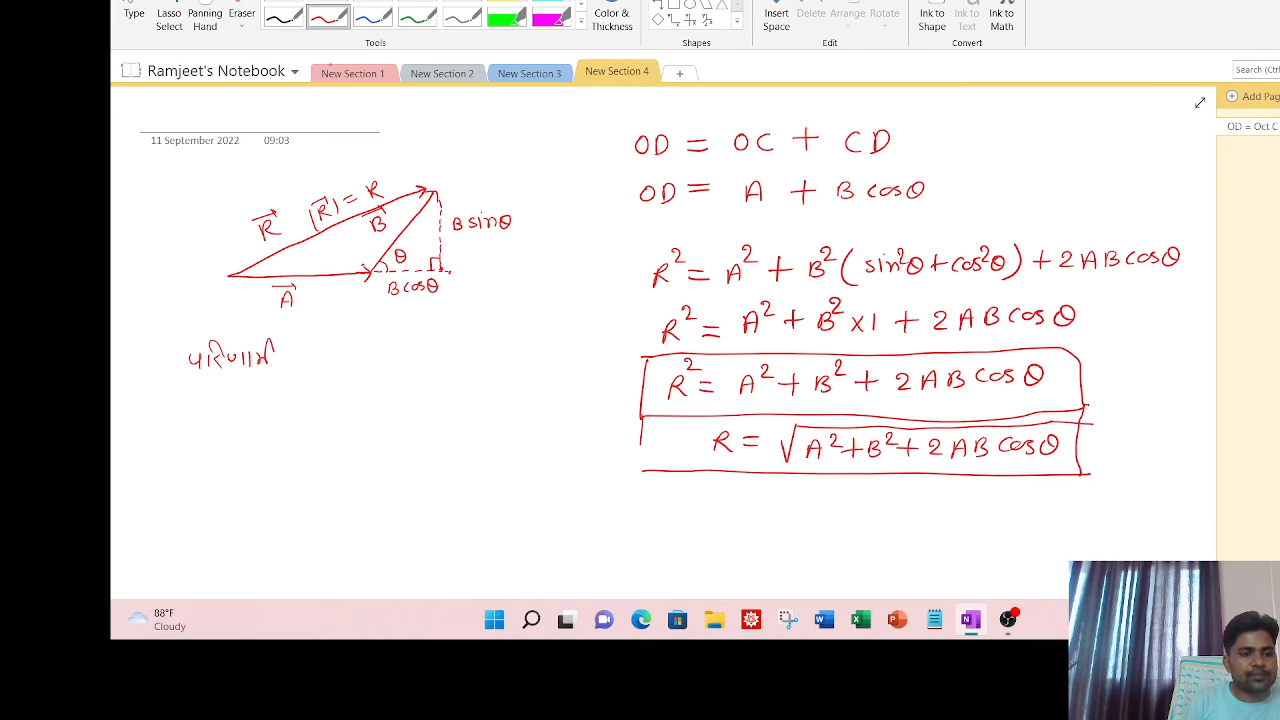 Type
Lasso Select
Panning Hand
Eraser
Color & Thickness
Insert Space
Delete
Arrange
Rotate
Ink to Shape
Ink to Text
Ink to Math
Tools
Shapes
Edit
Convert
Ramjeet's Notebook
New Section 1
New Section 2
New Section 3
New Section 4
+
Search (Ctrl
Add Pag
OD = Oct C
11 September 2022 09:03
OD = OC + CD
OD = A + B cosθ
|R⃗| = R
R⃗
B⃗
B sinθ
θ
B cosθ
A⃗
R² = A² + B² (sin²θ + cos²θ) + 2AB cosθ
R² = A² + B² × 1 + 2AB cosθ
R² = A² + B² + 2AB cosθ
R = √A² + B² + 2AB cosθ
88°F
Cloudy